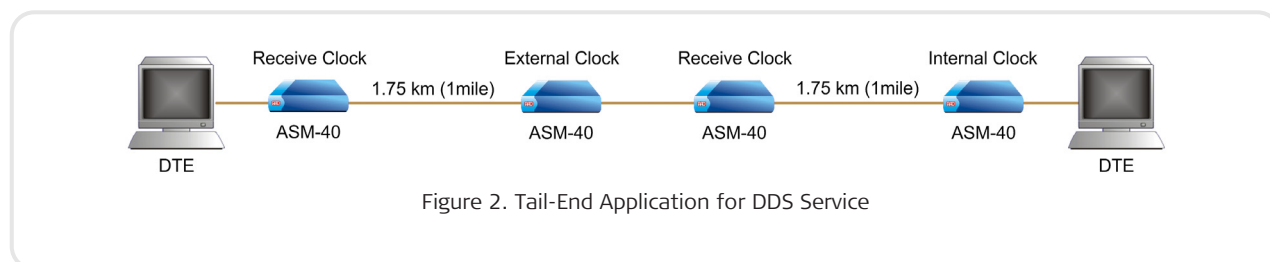 Receive Clock
External Clock
Receive Clock
Internal Clock
1.75 km (1mile)
1.75 km (1mile)
ASM-40
ASM-40
ASM-40
ASM-40
DTE
DTE
Figure 2. Tail-End Application for DDS Service